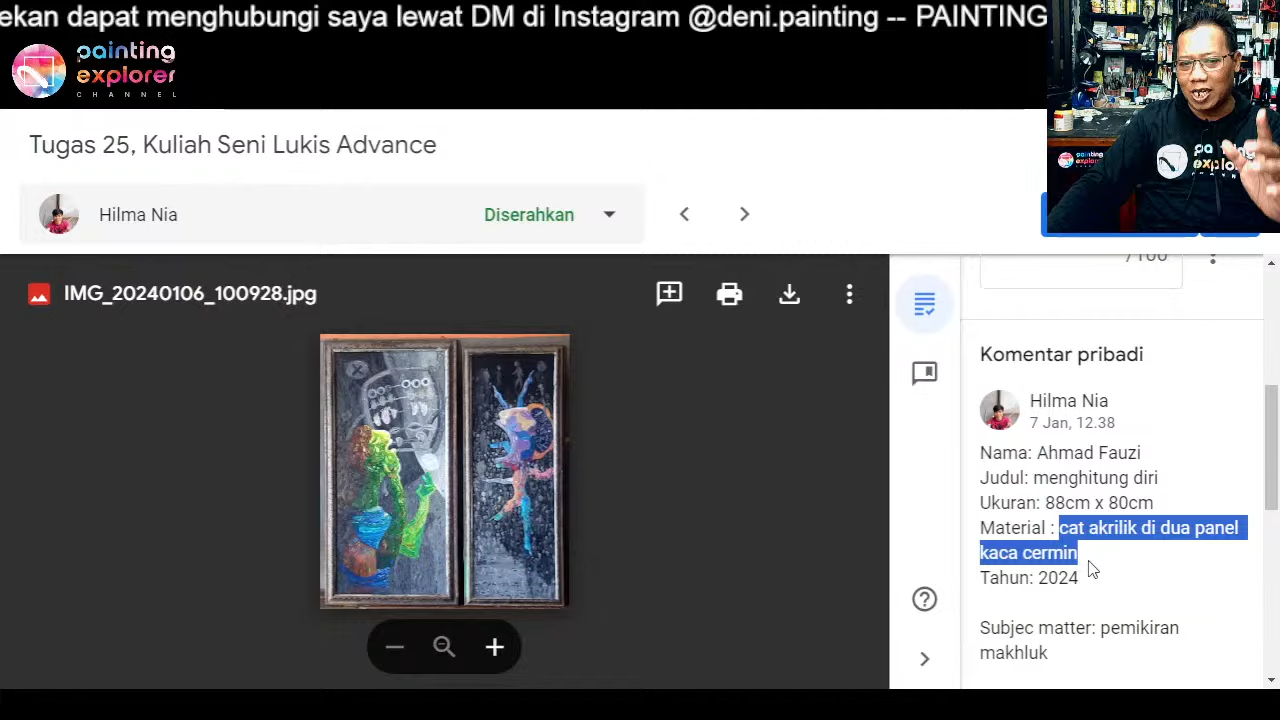 ekan dapat menghubungi saya lewat DM di Instagram @deni.painting -- PAINTING
painting
explorer
CHANNEL
Tugas 25, Kuliah Seni Lukis Advance
Hilma Nia
Diserahkan
IMG_20240106_100928.jpg
/100
Komentar pribadi
Hilma Nia
7 Jan, 12.38
Nama: Ahmad Fauzi
Judul: menghitung diri
Ukuran: 88cm x 80cm
Material : cat akrilik di dua panel
kaca cermin
Tahun: 2024
Subjec matter: pemikiran
makhluk